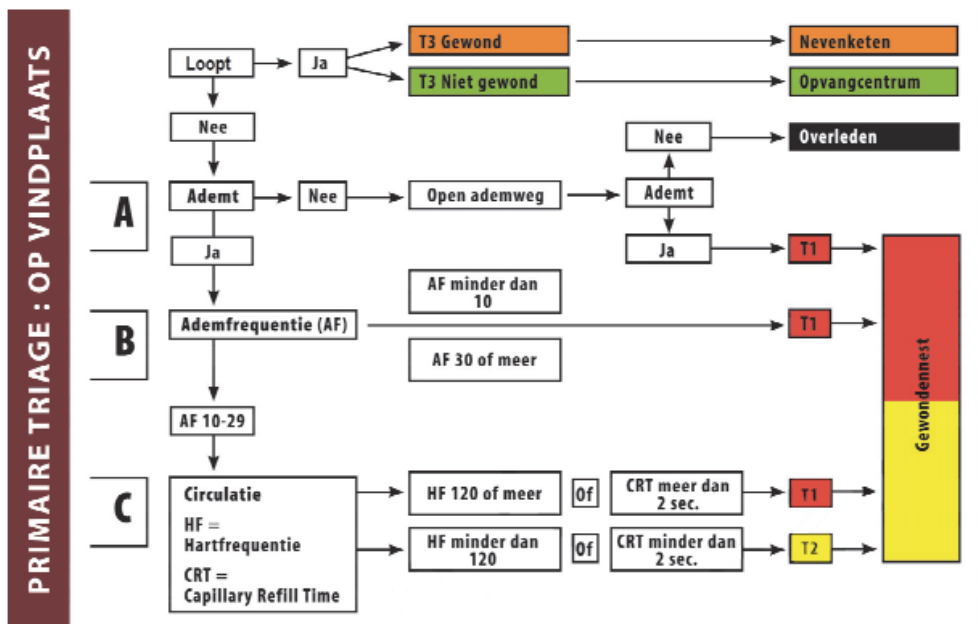 PRIMAIRE TRIAGE : OP VINDPLAATS
Loopt
Ja
T3 Gewond
Nevenketen
T3 Niet gewond
Opvangcentrum
Nee
Nee
Overleden
A
Ademt
Nee
Open ademweg
Ademt
Ja
Ja
T1
AF minder dan
10
B
Ademfrequentie (AF)
T1
AF 30 of meer
Gewondennest
AF 10-29
C
Circulatie
HF =
Hartfrequentie
CRT =
Capillary Refill Time
HF 120 of meer
Of
CRT meer dan
2 sec.
T1
HF minder dan
120
Of
CRT minder dan
2 sec.
T2